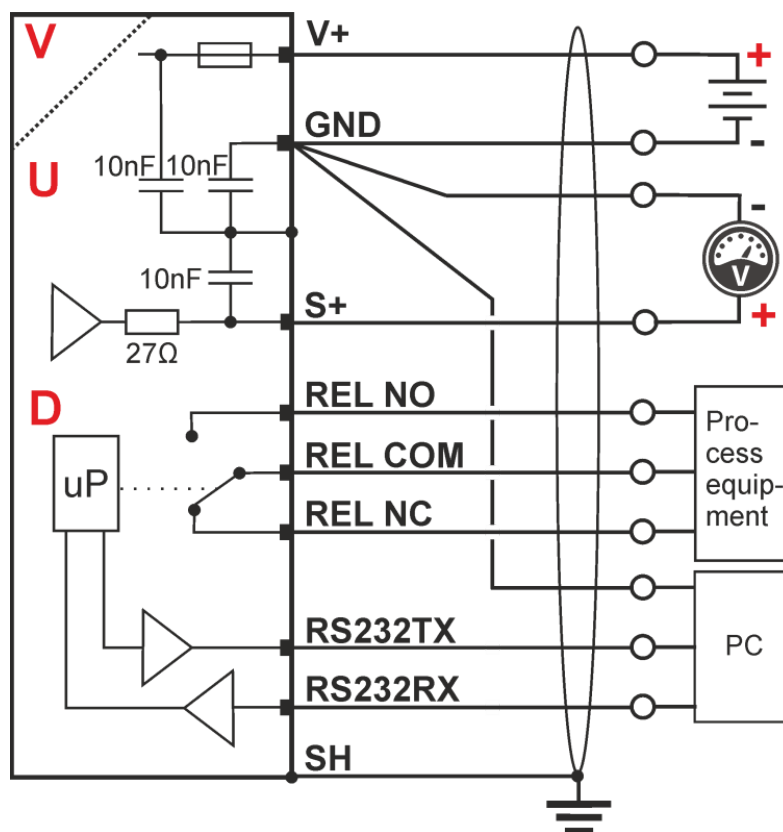 V
V+
+
GND
-
10nF
10nF
U
-
10nF
V
S+
+
27Ω
D
REL NO
Pro-
cess
equip-
ment
REL COM
uP
REL NC
RS232TX
PC
RS232RX
SH